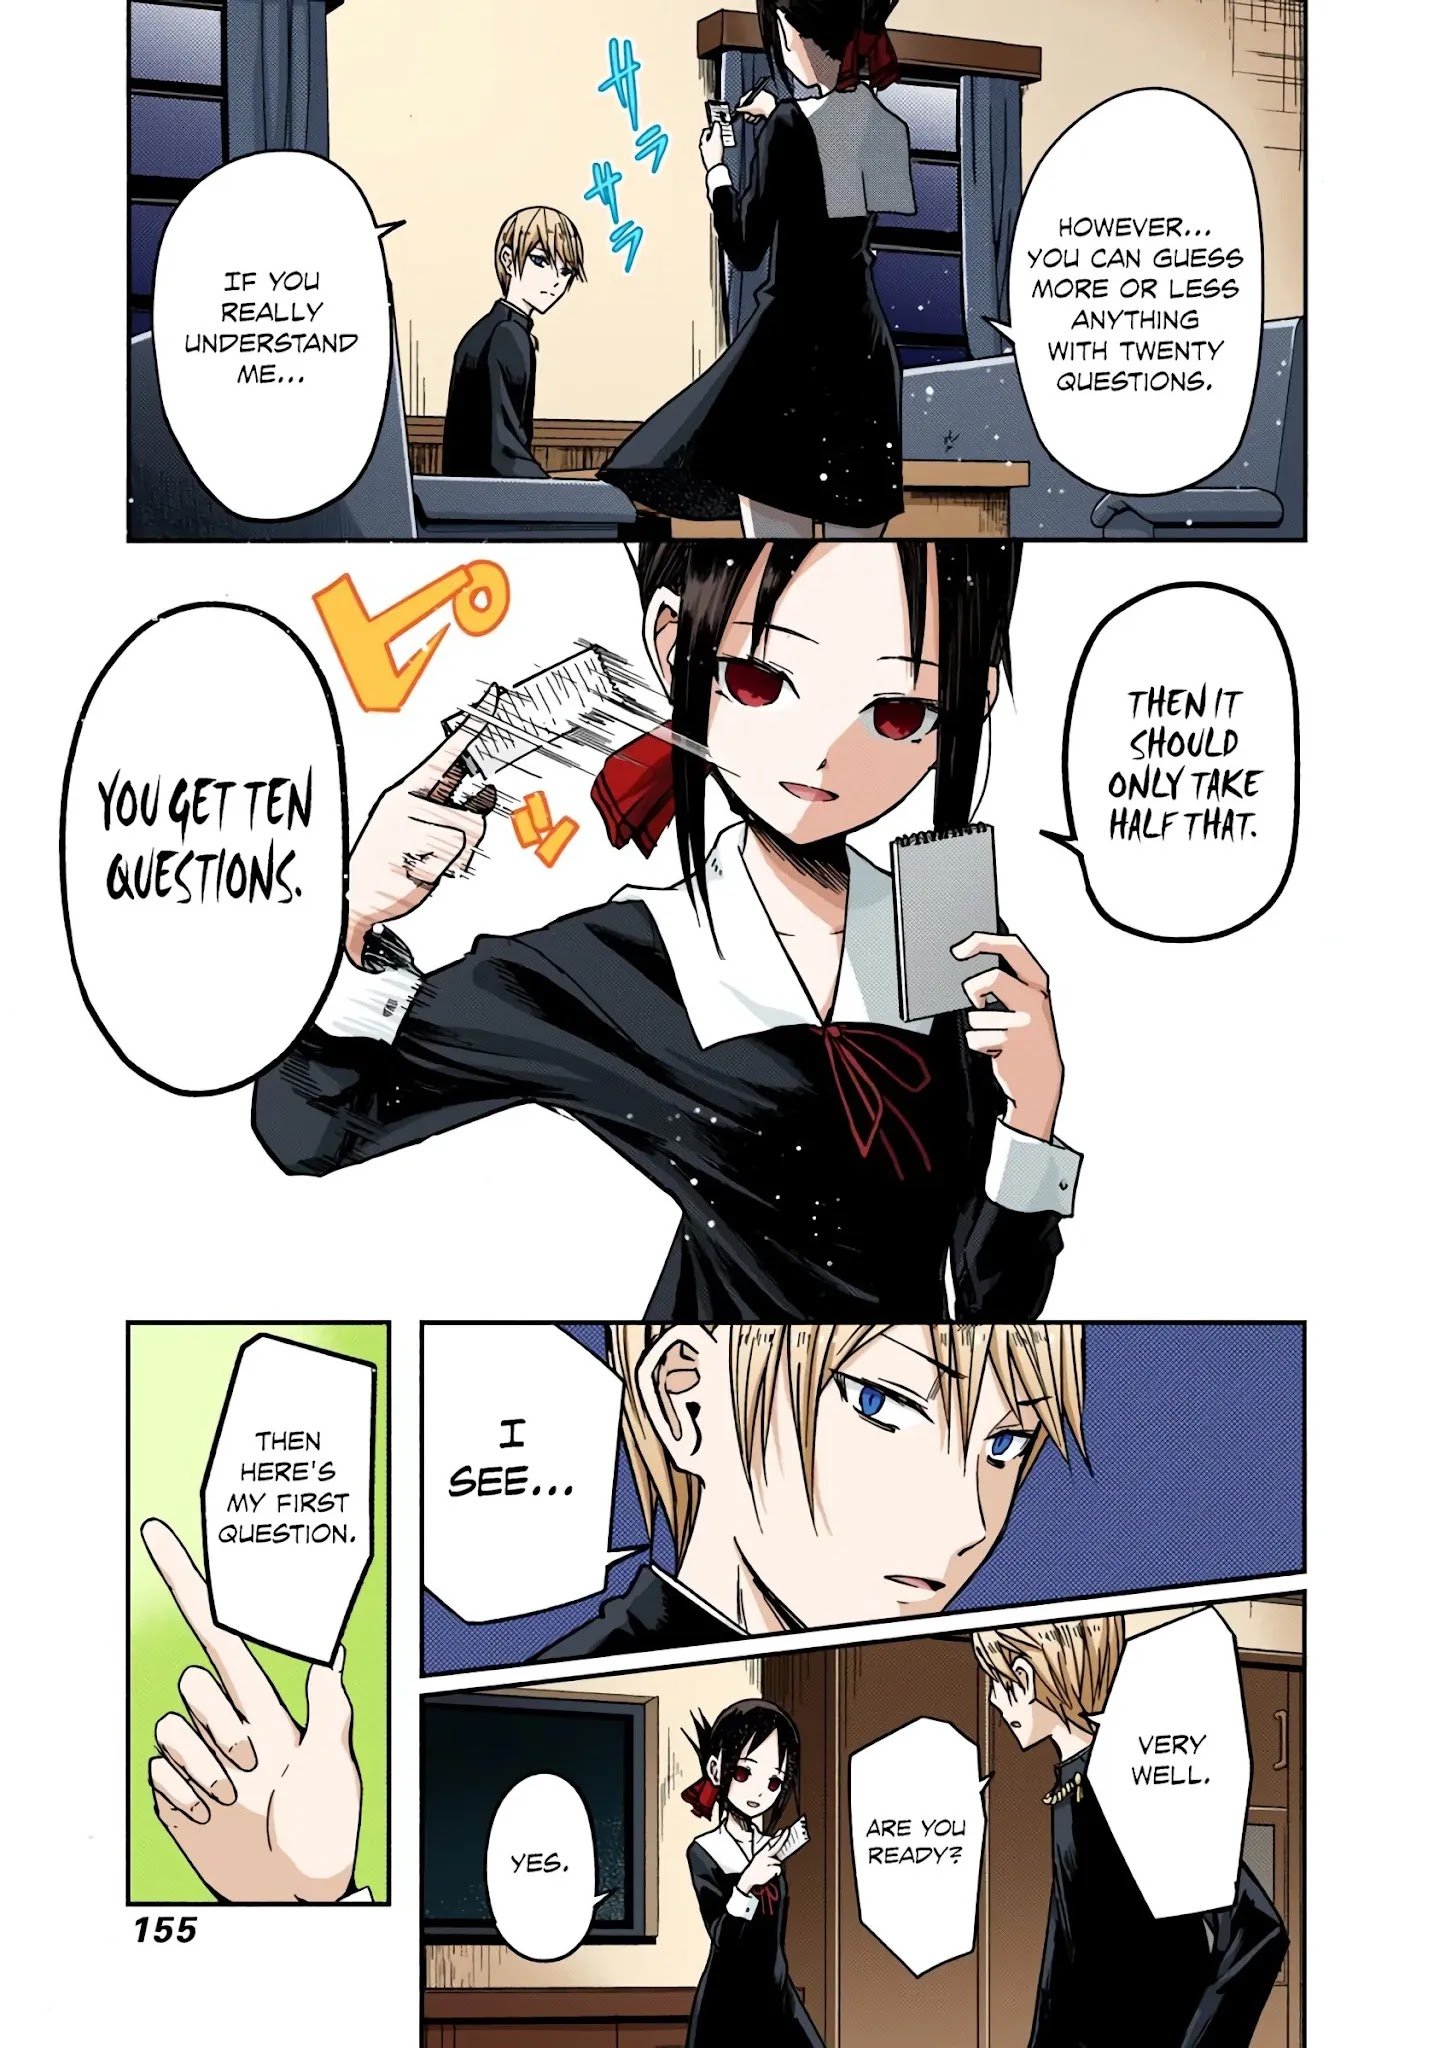 HOWEVER...
YOU CAN GUESS
MORE OR LESS
ANYTHING
WITH TWENTY
QUESTIONS.
サラ
サラ
IF YOU
REALLY
UNDERSTAND
ME...
THEN IT
SHOULD
ONLY TAKE
HALF THAT.
ピッ
YOU GET TEN
QUESTIONS.
I
SEE...
VERY
WELL.
ARE YOU
READY?
YES.
THEN
HERE'S
MY FIRST
QUESTION.
155